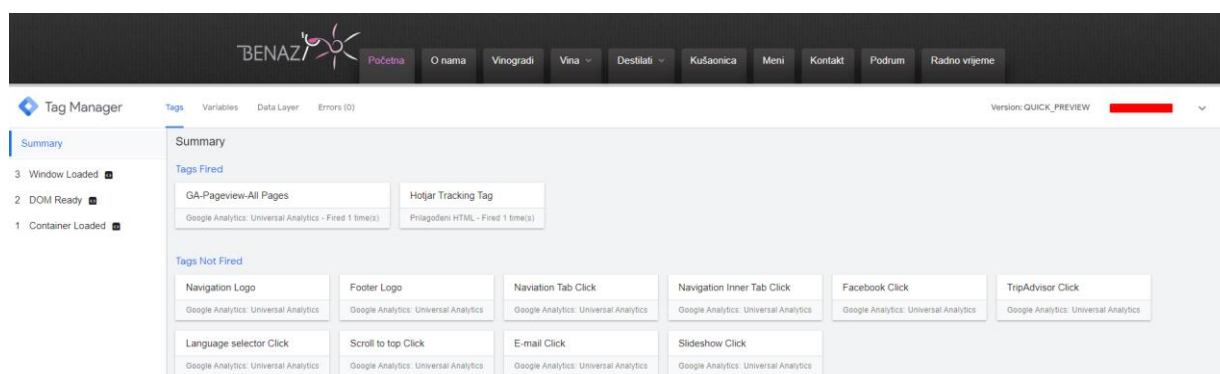 BENAZIĆ
Početna O nama Vinogradi Vina Destilati Kušaonica Meni Kontakt Podrum Radno vrijeme
Tag Manager Tags Variables Data Layer Errors (0) Version: QUICK_PREVIEW
Summary
3 Window Loaded
2 DOM Ready
1 Container Loaded
Summary
Tags Fired
GA-Pageview-All Pages Hotjar Tracking Tag
Google Analytics: Universal Analytics - Fired 1 time(s) Prilagođeni HTML - Fired 1 time(s)
Tags Not Fired
Navigation Logo Footer Logo Naviation Tab Click Navigation Inner Tab Click Facebook Click TripAdvisor Click
Google Analytics: Universal Analytics Google Analytics: Universal Analytics Google Analytics: Universal Analytics Google Analytics: Universal Analytics Google Analytics: Universal Analytics Google Analytics: Universal Analytics
Language selector Click Scroll to top Click E-mail Click Slideshow Click
Google Analytics: Universal Analytics Google Analytics: Universal Analytics Google Analytics: Universal Analytics Google Analytics: Universal Analytics